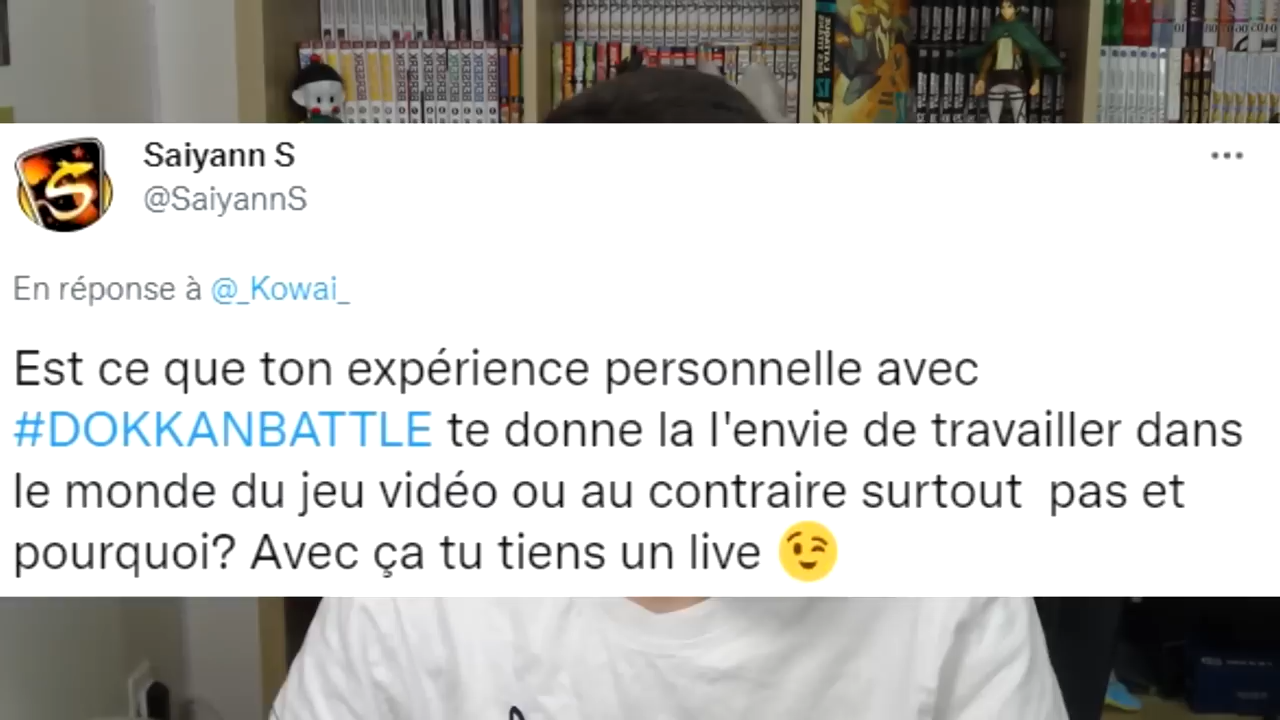 Saiyann S
@SaiyannS
En réponse à @_Kowai_
Est ce que ton expérience personnelle avec
#DOKKANBATTLE te donne la l'envie de travailler dans
le monde du jeu vidéo ou au contraire surtout  pas et
pourquoi? Avec ça tu tiens un live 😉